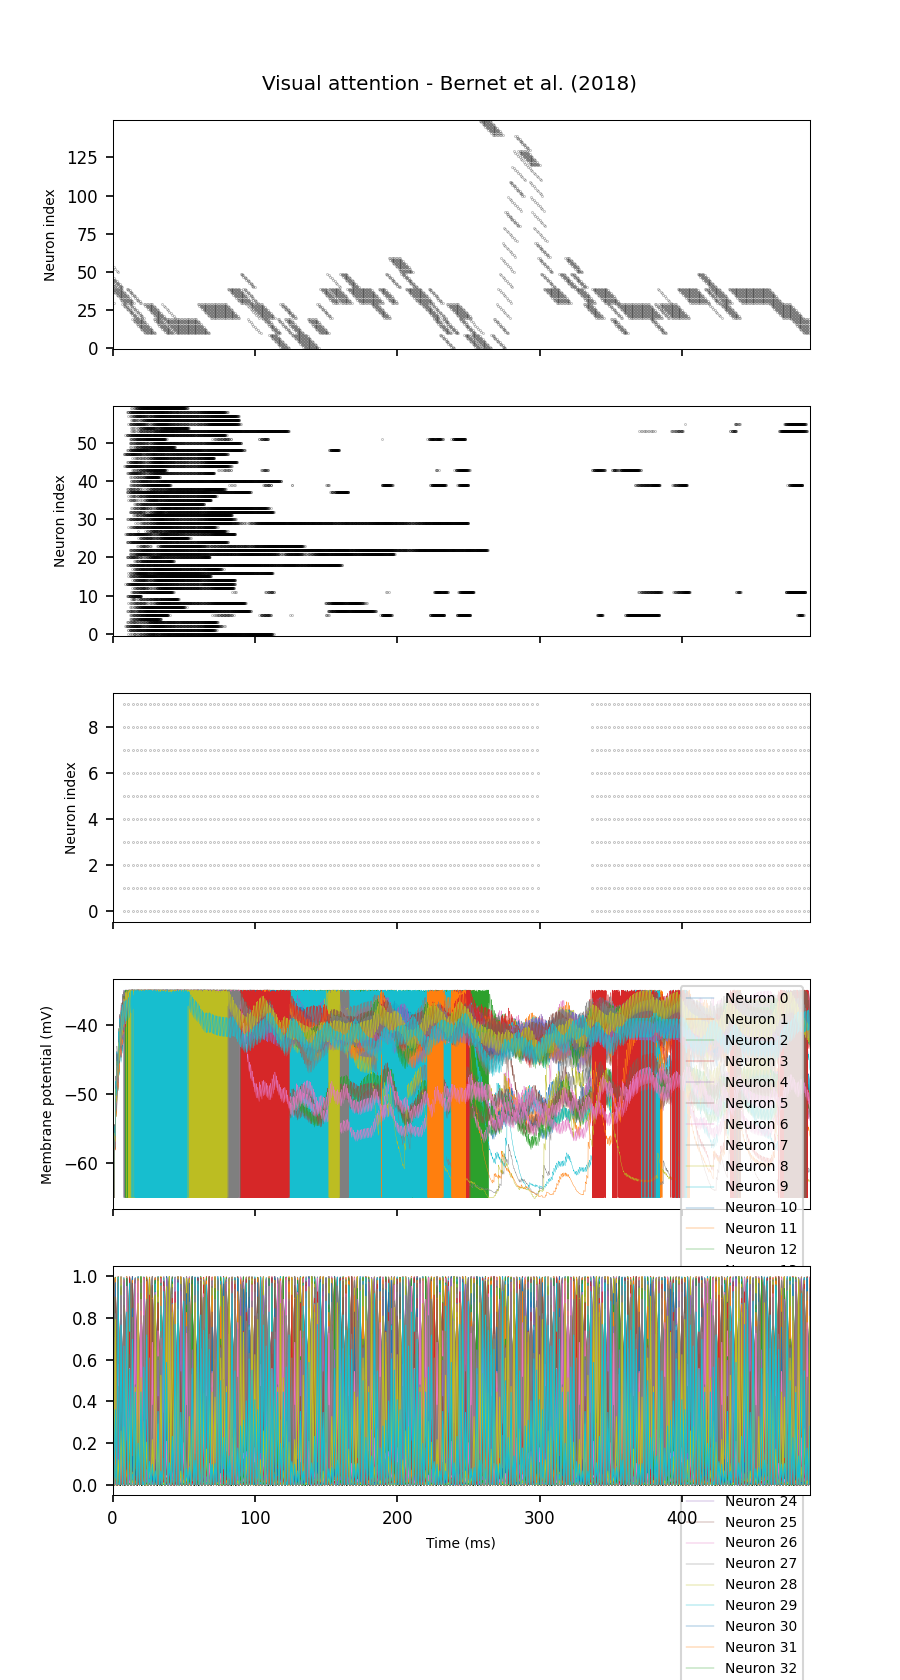 Visual attention - Bernet et al. (2018)
Neuron index
125
100
75
50
25
0
Neuron index
50
40
30
20
10
0
Neuron index
8
6
4
2
0
Membrane potential (mV)
−40
−50
−60
Neuron 0
Neuron 1
Neuron 2
Neuron 3
Neuron 4
Neuron 5
Neuron 6
Neuron 7
Neuron 8
Neuron 9
Neuron 10
Neuron 11
Neuron 12
1.0
0.8
0.6
0.4
0.2
0.0
0 100 200 300 400
Time (ms)
Neuron 24
Neuron 25
Neuron 26
Neuron 27
Neuron 28
Neuron 29
Neuron 30
Neuron 31
Neuron 32